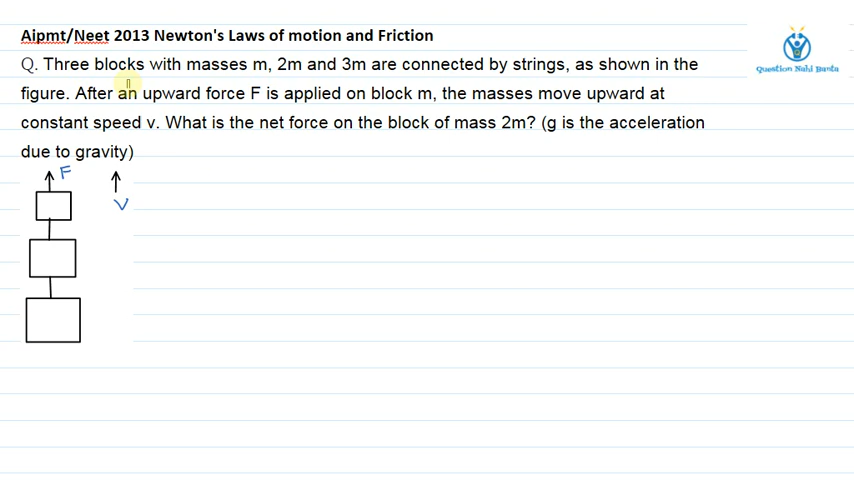 Aipmt/Neet 2013 Newton's Laws of motion and Friction
Q. Three blocks with masses m, 2m and 3m are connected by strings, as shown in the
figure. After an upward force F is applied on block m, the masses move upward at
constant speed v. What is the net force on the block of mass 2m? (g is the acceleration
due to gravity)
F
V
Question Nahi Banta